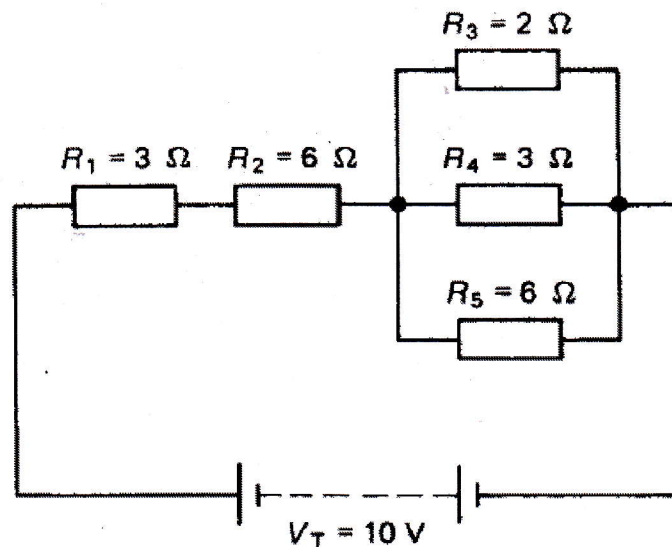 R3 = 2 Ω
R1 = 3 Ω R2 = 6 Ω R4 = 3 Ω
R5 = 6 Ω
VT = 10 V